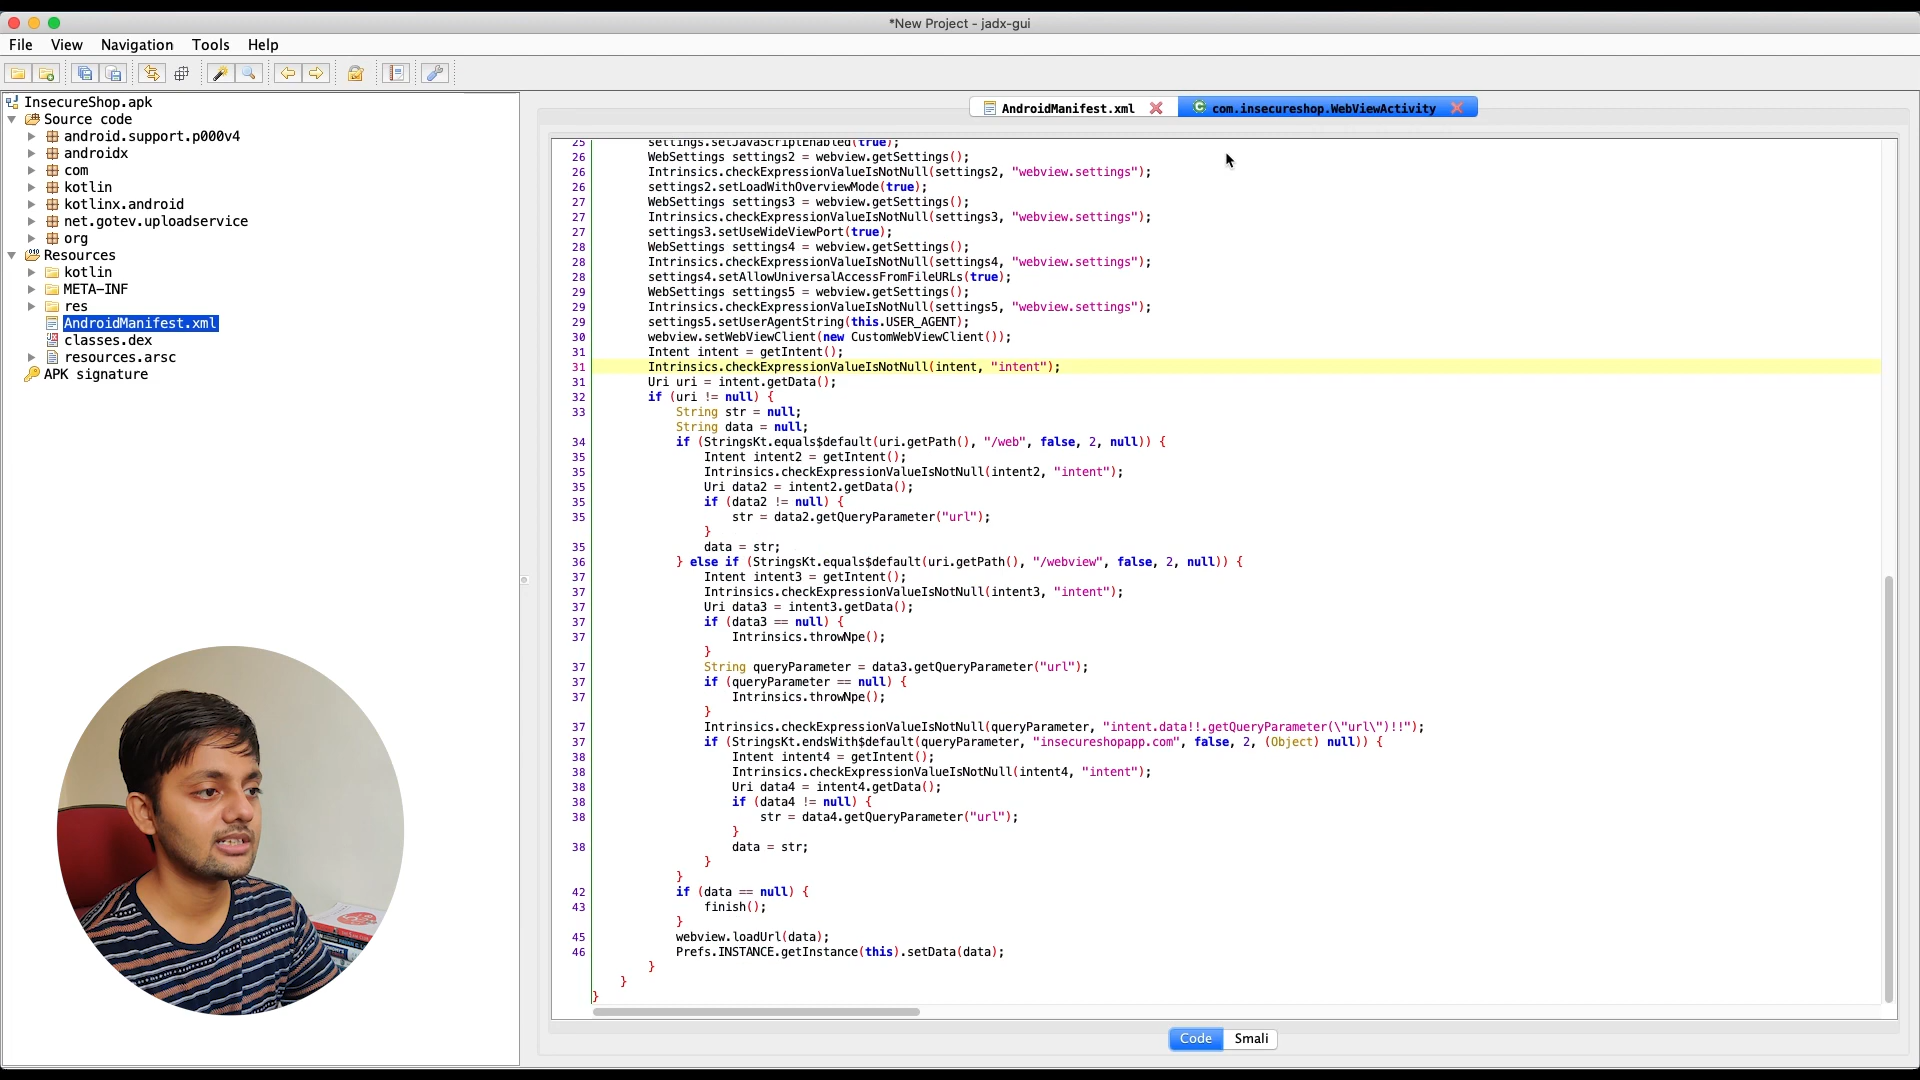 *New Project - jadx-gui
File View Navigation Tools Help
InsecureShop.apk
Source code
android.support.p000v4
androidx
com
kotlin
kotlinx.android
net.gotev.uploadservice
org
Resources
kotlin
META-INF
res
AndroidManifest.xml
classes.dex
resources.arsc
APK signature
AndroidManifest.xml com.insecureshop.WebViewActivity
25 settings.setJavaScriptEnabled(true);
26 WebSettings settings2 = webview.getSettings();
26 Intrinsics.checkExpressionValueIsNotNull(settings2, "webview.settings");
26 settings2.setLoadWithOverviewMode(true);
27 WebSettings settings3 = webview.getSettings();
27 Intrinsics.checkExpressionValueIsNotNull(settings3, "webview.settings");
27 settings3.setUseWideViewPort(true);
28 WebSettings settings4 = webview.getSettings();
28 Intrinsics.checkExpressionValueIsNotNull(settings4, "webview.settings");
28 settings4.setAllowUniversalAccessFromFileURLs(true);
29 WebSettings settings5 = webview.getSettings();
29 Intrinsics.checkExpressionValueIsNotNull(settings5, "webview.settings");
29 settings5.setUserAgentString(this.USER_AGENT);
30 webview.setWebViewClient(new CustomWebViewClient());
31 Intent intent = getIntent();
31 Intrinsics.checkExpressionValueIsNotNull(intent, "intent");
31 Uri uri = intent.getData();
32 if (uri != null) {
33 String str = null;
String data = null;
34 if (StringsKt.equals$default(uri.getPath(), "/web", false, 2, null)) {
35 Intent intent2 = getIntent();
35 Intrinsics.checkExpressionValueIsNotNull(intent2, "intent");
35 Uri data2 = intent2.getData();
35 if (data2 != null) {
35 str = data2.getQueryParameter("url");
}
35 data = str;
36 } else if (StringsKt.equals$default(uri.getPath(), "/webview", false, 2, null)) {
37 Intent intent3 = getIntent();
37 Intrinsics.checkExpressionValueIsNotNull(intent3, "intent");
37 Uri data3 = intent3.getData();
37 if (data3 == null) {
37 Intrinsics.throwNpe();
}
37 String queryParameter = data3.getQueryParameter("url");
37 if (queryParameter == null) {
37 Intrinsics.throwNpe();
}
37 Intrinsics.checkExpressionValueIsNotNull(queryParameter, "intent.data!!.getQueryParameter(\"url\")!!");
37 if (StringsKt.endsWith$default(queryParameter, "insecureshopapp.com", false, 2, (Object) null)) {
38 Intent intent4 = getIntent();
38 Intrinsics.checkExpressionValueIsNotNull(intent4, "intent");
38 Uri data4 = intent4.getData();
38 if (data4 != null) {
38 str = data4.getQueryParameter("url");
}
38 data = str;
}
}
42 if (data == null) {
43 finish();
}
45 webview.loadUrl(data);
46 Prefs.INSTANCE.getInstance(this).setData(data);
}
}
}
Code Smali